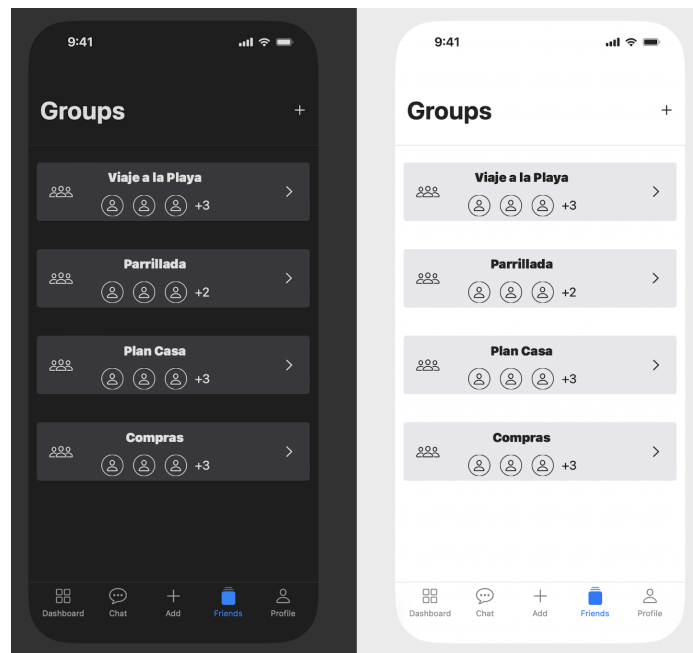 9:41
Groups +
Viaje a la Playa
+3
Parrillada
+2
Plan Casa
+3
Compras
+3
Dashboard Chat Add Friends Profile
9:41
Groups +
Viaje a la Playa
+3
Parrillada
+2
Plan Casa
+3
Compras
+3
Dashboard Chat Add Friends Profile